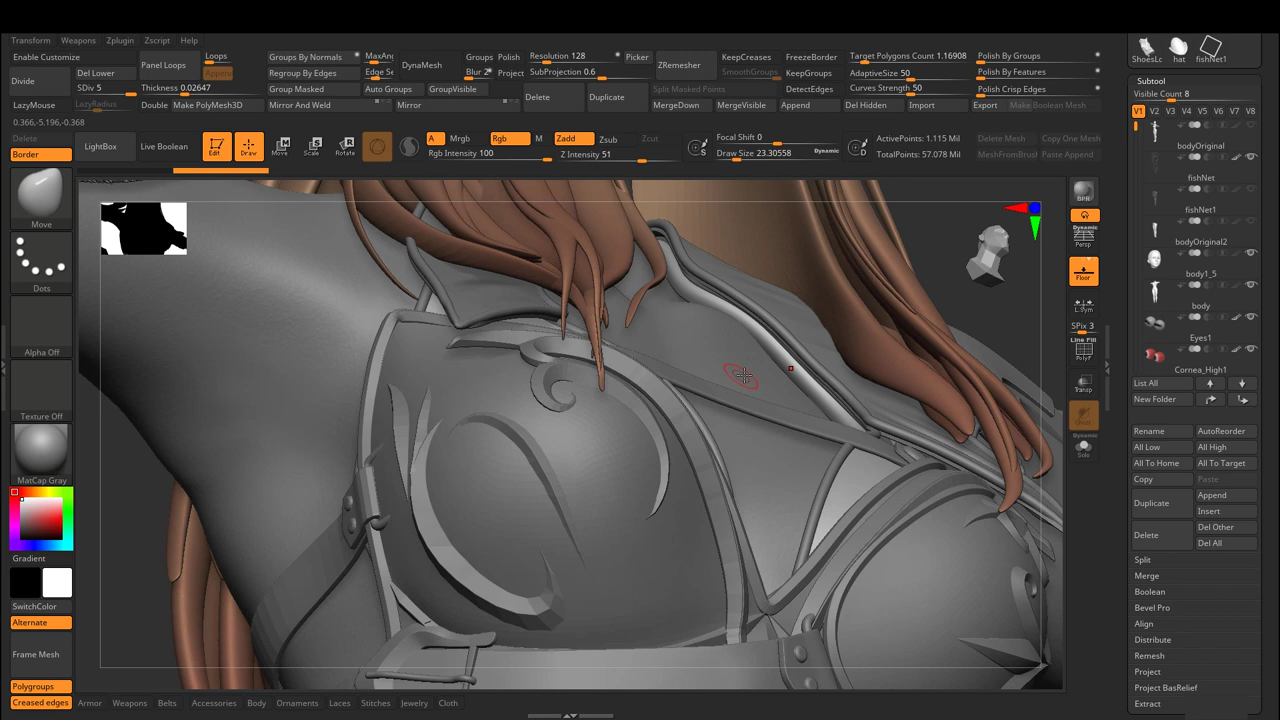 Transform Weapons Zplugin Zscript Help
Enable Customize
Divide
Del Lower
SDiv 5
LazyMouse
LazyRadius
Panel Loops
Loops
Append
Thickness 0.02647
Double
Make PolyMesh3D
Groups By Normals
MaxAng
Regroup By Edges
Edge Se
Group Masked
Auto Groups
Mirror And Weld
DynaMesh
Groups
Polish
Blur 2
Project
GroupVisible
Mirror
Resolution 128
SubProjection 0.6
Picker
Delete
Duplicate
ZRemesher
KeepCreases
FreezeBorder
SmoothGroups
KeepGroups
Split Masked Points
DetectEdges
MergeDown
MergeVisible
Append
Del Hidden
Import
Export
Make Boolean Mesh
Target Polygons Count 1.16908
AdaptiveSize 50
Curves Strength 50
Polish By Groups
Polish By Features
Polish Crisp Edges
0.366,-5.196,-0.368
Delete
Border
LightBox
Live Boolean
Edit
Draw
Move
Scale
Rotate
A
Mrgb
Rgb
M
Zadd
Zsub
Zcut
Rgb Intensity 100
Z Intensity 51
S
Focal Shift 0
Draw Size 23.30558
Dynamic
D
ActivePoints: 1.115 Mil
TotalPoints: 57.078 Mil
Delete Mesh
Copy One Mesh
MeshFromBrush
Paste Append
Move
Dots
Alpha Off
Texture Off
MatCap Gray
Gradient
SwitchColor
Alternate
Frame Mesh
Polygroups
Creased edges
BPR
Dynamic
Persp
Floor
L.Sym
SPix 3
Line Fill
PolyF
Transp
Ghost
Dynamic
Solo
ShoesLc
hat
fishNet1
Subtool
Visible Count 8
V1 V2 V3 V4 V5 V6 V7 V8
bodyOriginal
fishNet
fishNet1
bodyOriginal2
body1_5
body
Eyes1
Cornea_High1
List All
New Folder
Rename
AutoReorder
All Low
All High
All To Home
All To Target
Copy
Paste
Duplicate
Append
Insert
Delete
Del Other
Del All
Split
Merge
Boolean
Bevel Pro
Align
Distribute
Remesh
Project
Project BasRelief
Extract
Armor Weapons Belts Accessories Body Ornaments Laces Stitches Jewelry Cloth